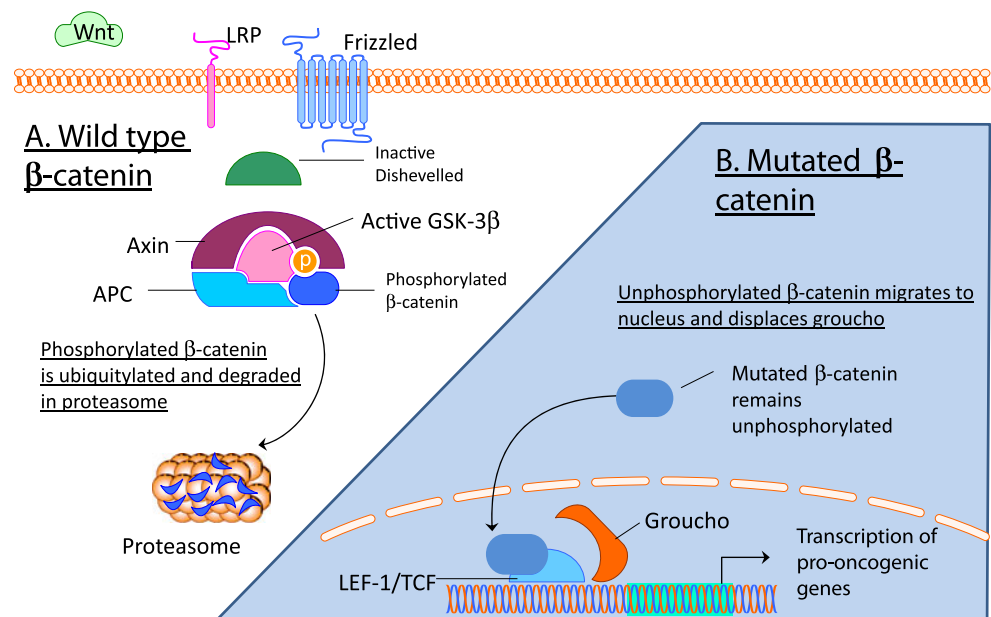 Wnt
LRP
Frizzled
A. Wild type
β-catenin
Inactive
Dishevelled
Active GSK-3β
Axin
p
APC
Phosphorylated
β-catenin
Phosphorylated β-catenin
is ubiquitylated and degraded
in proteasome
Proteasome
B. Mutated β-
catenin
Unphosphorylated β-catenin migrates to
nucleus and displaces groucho
Mutated β-catenin
remains
unphosphorylated
Groucho
LEF-1/TCF
Transcription of
pro-oncogenic
genes